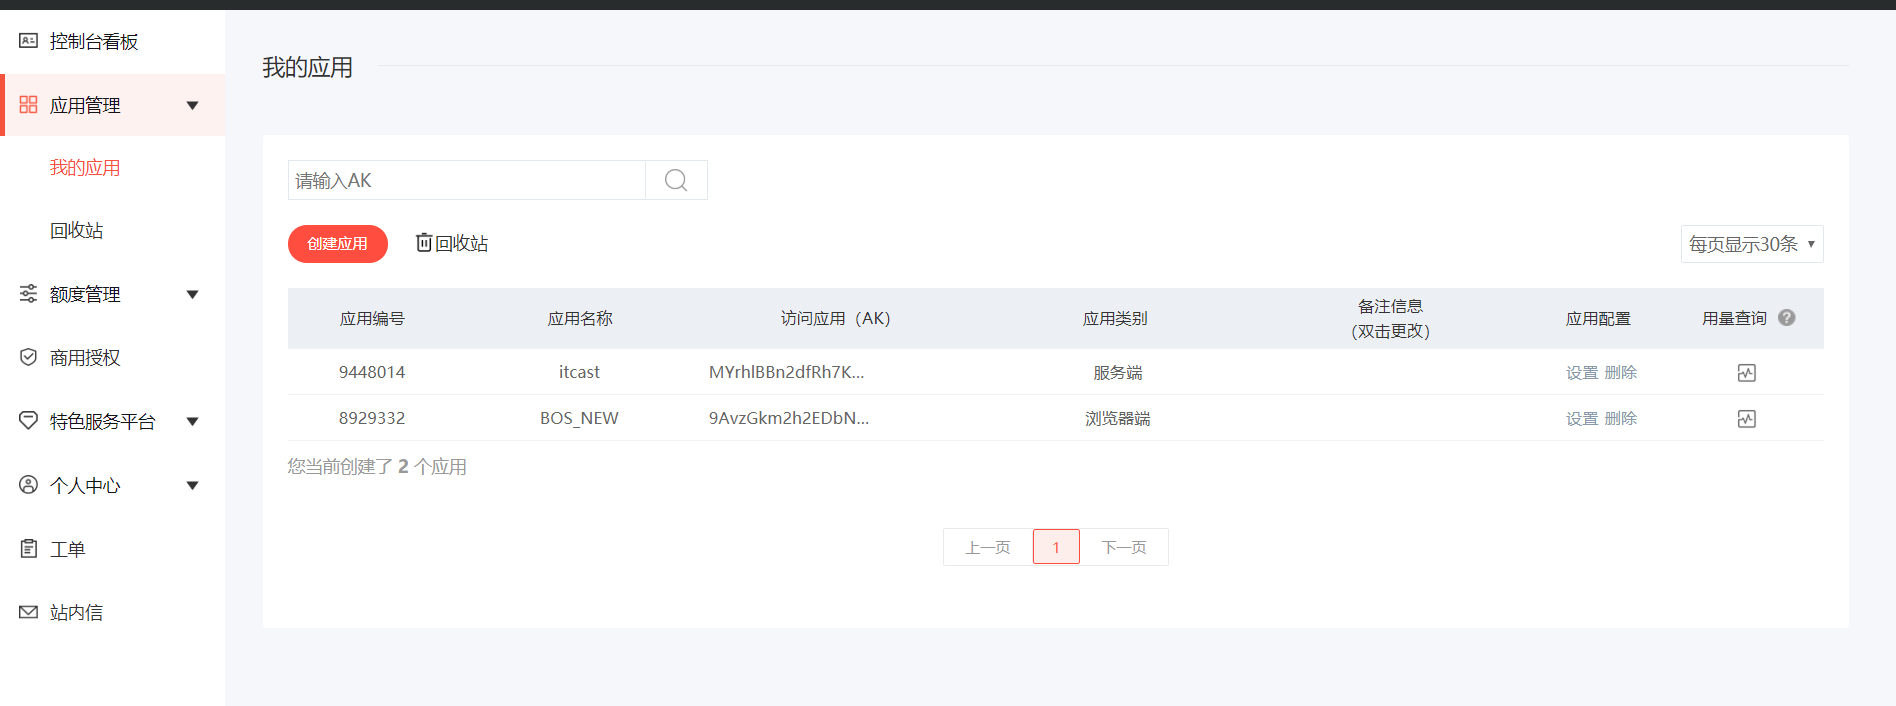 控制台看板
应用管理
我的应用
回收站
额度管理
商用授权
特色服务平台
个人中心
工单
站内信
我的应用
请输入AK
创建应用 回收站 每页显示30条
应用编号 应用名称 访问应用（AK） 应用类别 备注信息 （双击更改） 应用配置 用量查询 ?
9448014 itcast MYrhlBBn2dfRh7K... 服务端 设置 删除
8929332 BOS_NEW 9AvzGkm2h2EDbN... 浏览器端 设置 删除
您当前创建了 2 个应用
上一页 1 下一页